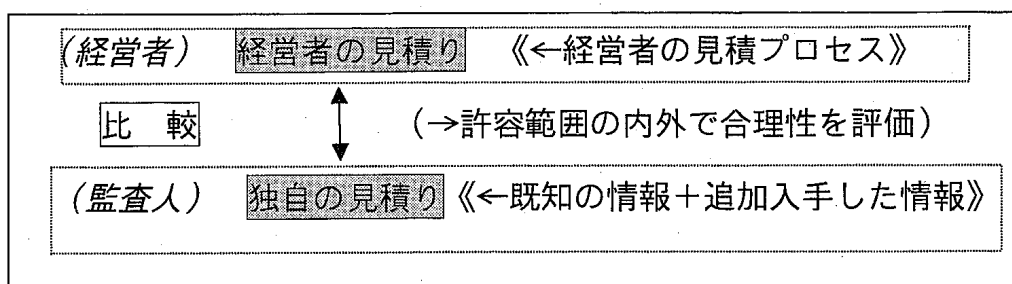 (経営者) 経営者の見積り 《←経営者の見積プロセス》
比 較 (→許容範囲の内外で合理性を評価)
(監査人) 独自の見積り 《←既知の情報+追加入手した情報》